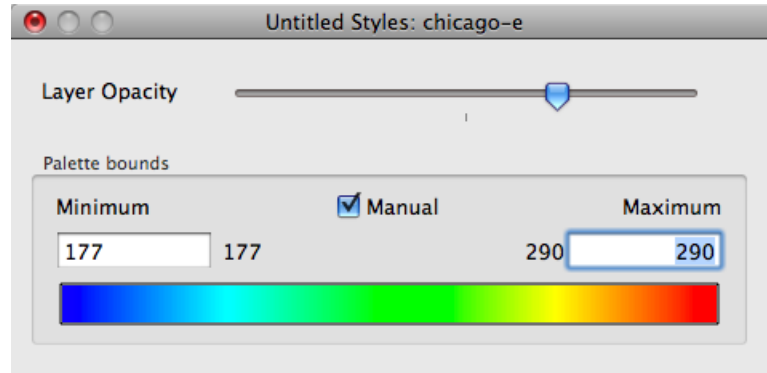 Untitled Styles: chicago-e
Layer Opacity
Palette bounds
Minimum Manual Maximum
177 177 290 290